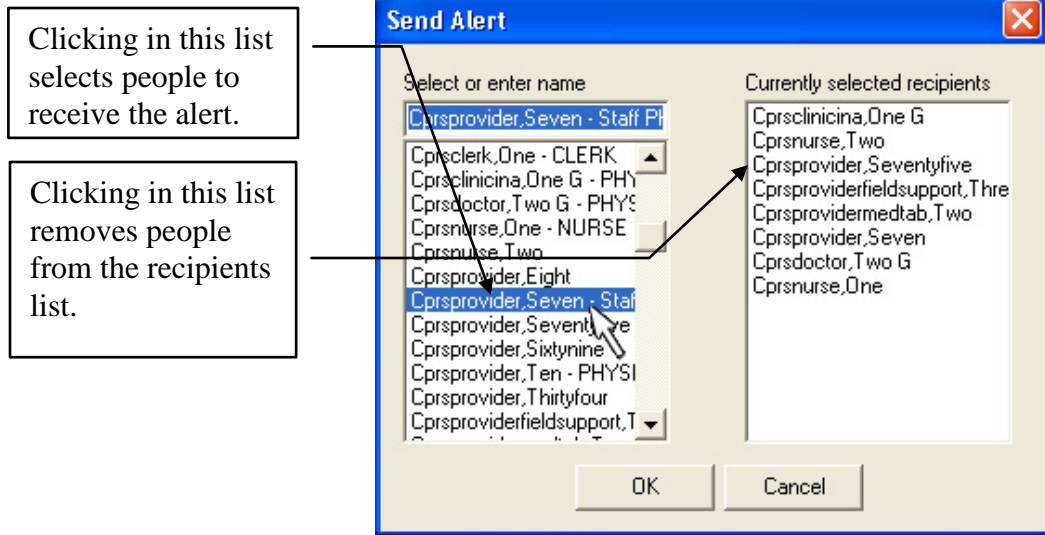 Clicking in this list
selects people to
receive the alert.
Clicking in this list
removes people
from the recipients
list.
Send Alert
Select or enter name
Cprsprovider,Seven - Staff Ph
Cprsclerk,One - CLERK
Cprsclinicina,One G - PHY
Cprsdoctor,Two G - PHYS
Cprsnurse,One - NURSE
Cprsnurse,Two
Cprsprovider,Eight
Cprsprovider,Seven - Staf
Cprsprovider,Seventyfive
Cprsprovider,Sixtynine
Cprsprovider,Ten - PHYSI
Cprsprovider,Thirtyfour
Cprsproviderfieldsupport,T
Currently selected recipients
Cprsclinicina,One G
Cprsnurse,Two
Cprsprovider,Seventyfive
Cprsproviderfieldsupport,Thre
Cprsprovidermedtab,Two
Cprsprovider,Seven
Cprsdoctor,Two G
Cprsnurse,One
OK
Cancel